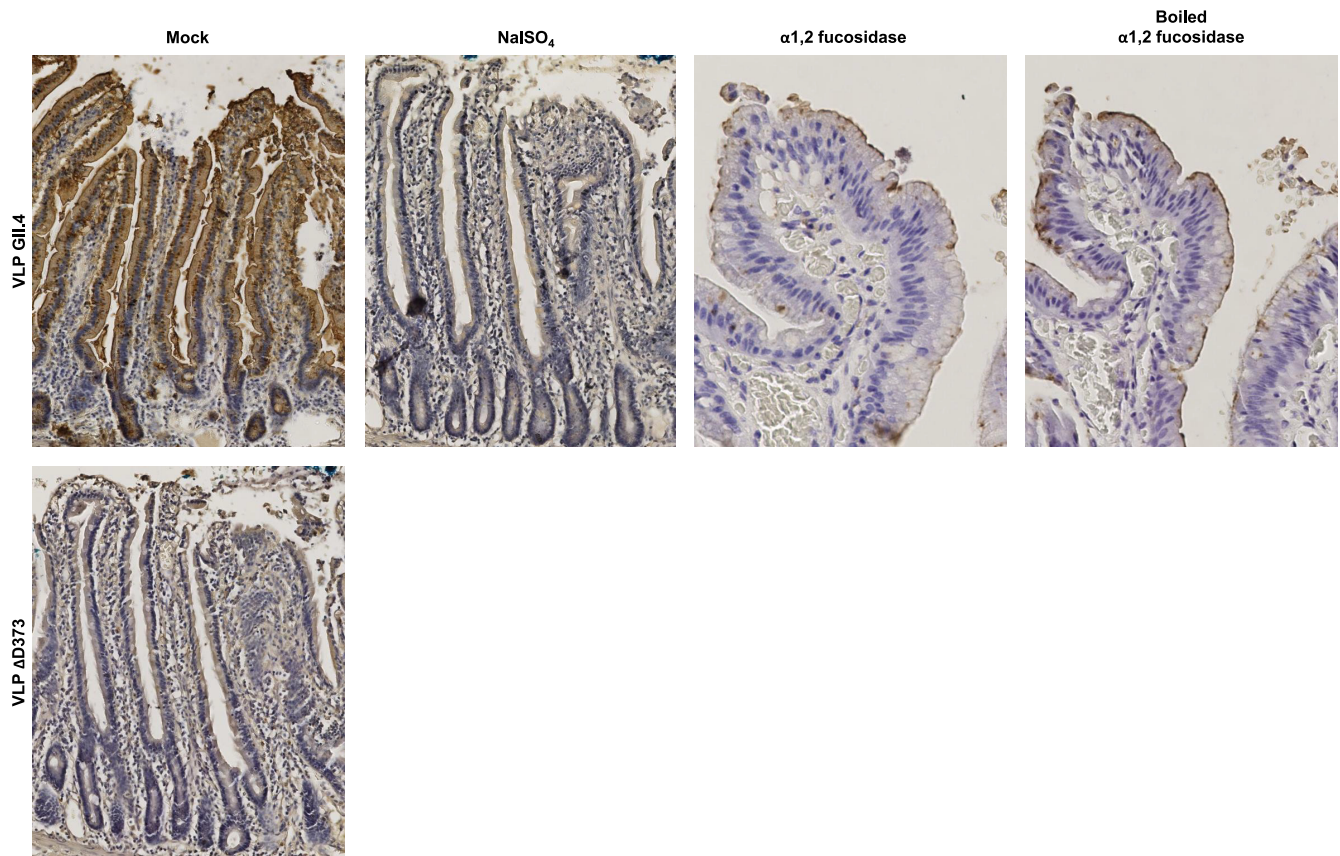 Mock
NaISO₄
α1,2 fucosidase
Boiled
α1,2 fucosidase
VLP GII.4
VLP ΔD373